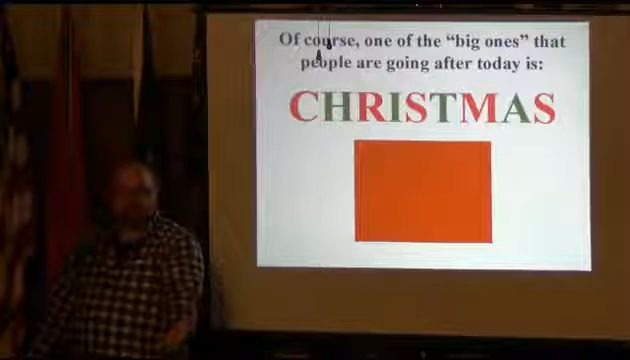 Of course, one of the “big ones” that
people are going after today is:
CHRISTMAS